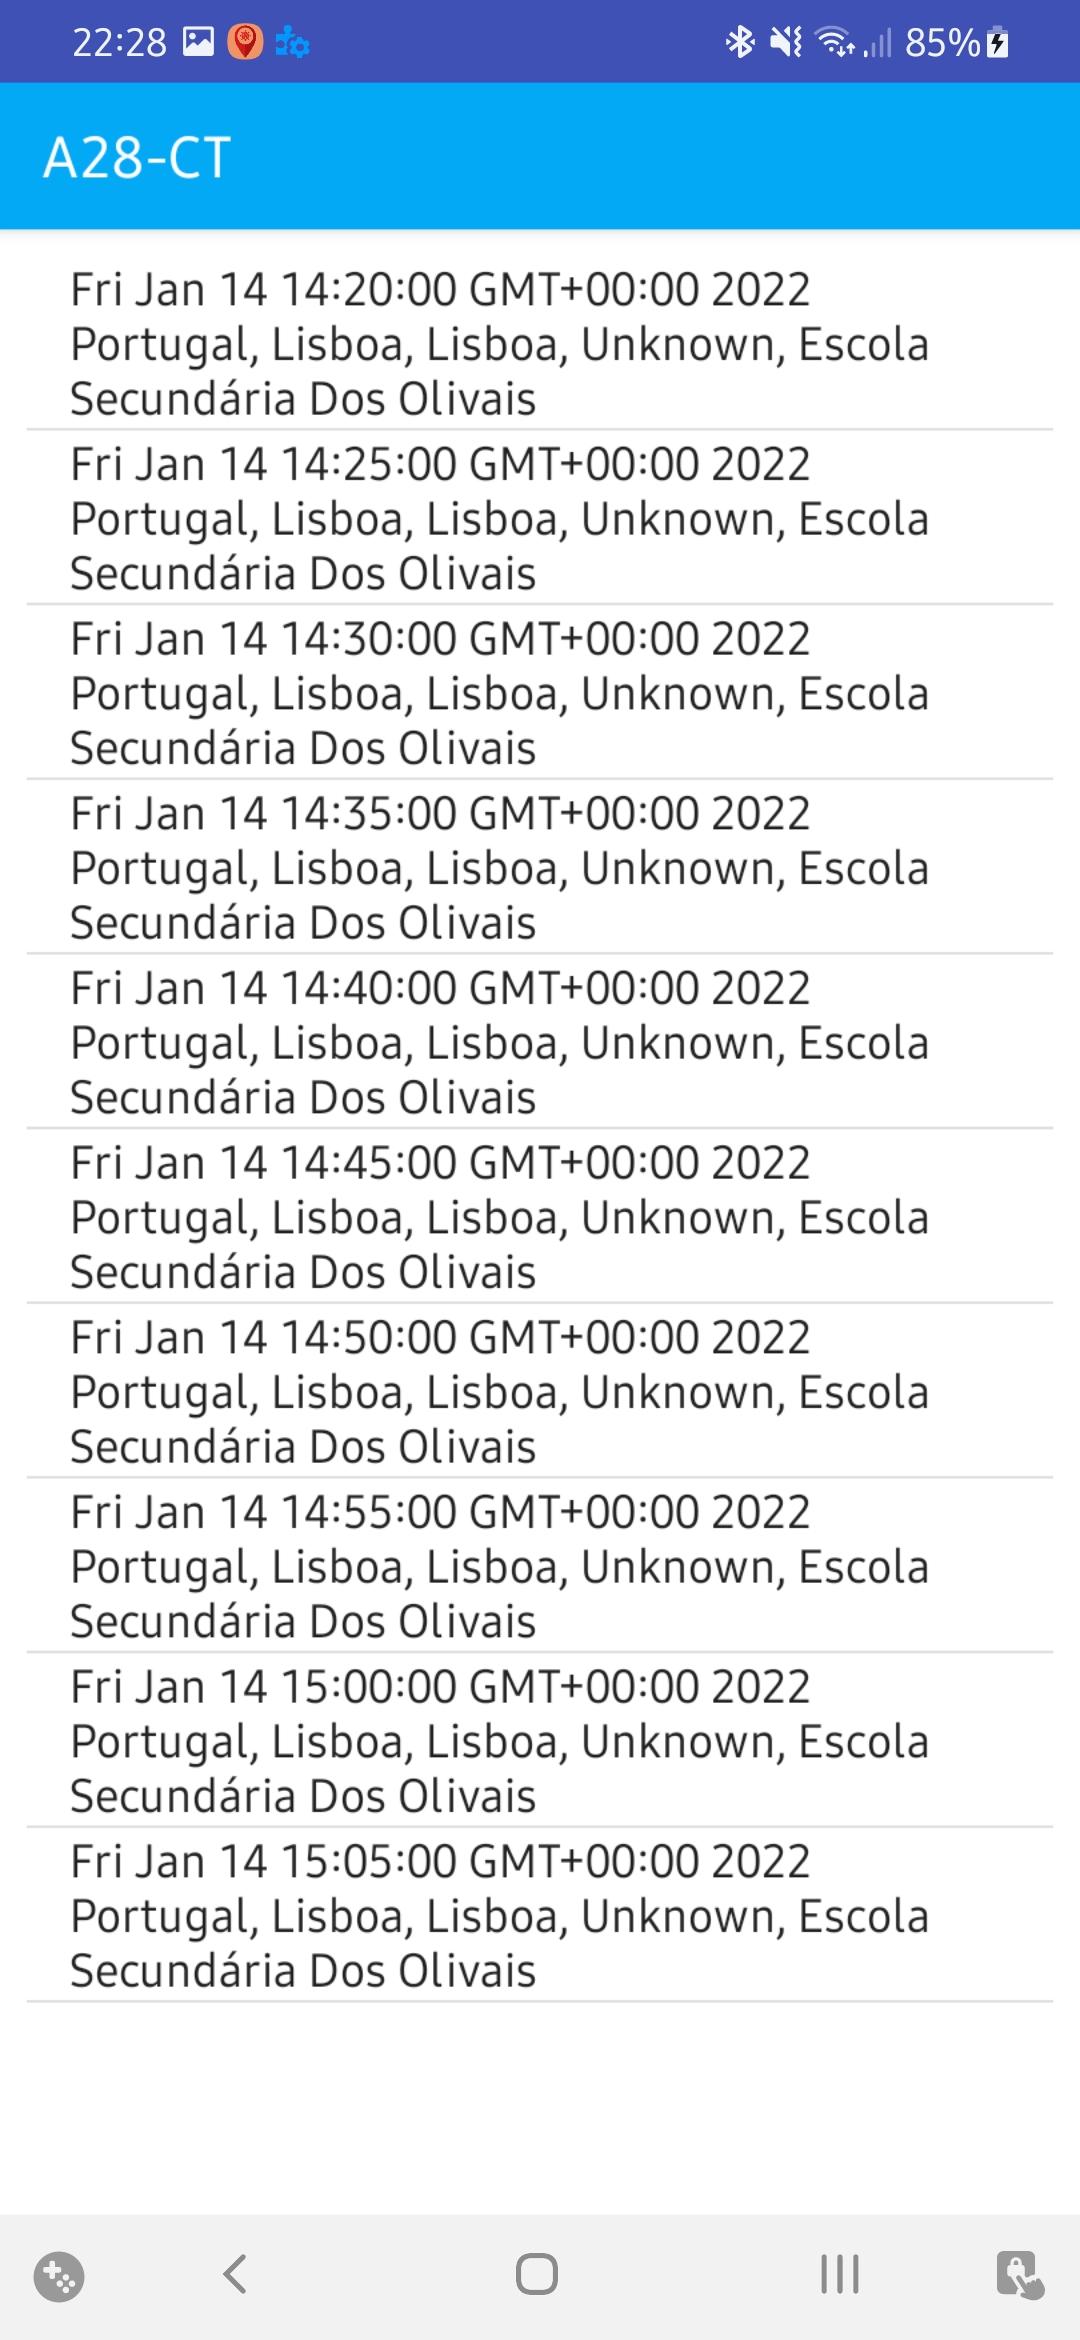 22:28
85%
A28-CT
Fri Jan 14 14:20:00 GMT+00:00 2022
Portugal, Lisboa, Lisboa, Unknown, Escola
Secundária Dos Olivais
Fri Jan 14 14:25:00 GMT+00:00 2022
Portugal, Lisboa, Lisboa, Unknown, Escola
Secundária Dos Olivais
Fri Jan 14 14:30:00 GMT+00:00 2022
Portugal, Lisboa, Lisboa, Unknown, Escola
Secundária Dos Olivais
Fri Jan 14 14:35:00 GMT+00:00 2022
Portugal, Lisboa, Lisboa, Unknown, Escola
Secundária Dos Olivais
Fri Jan 14 14:40:00 GMT+00:00 2022
Portugal, Lisboa, Lisboa, Unknown, Escola
Secundária Dos Olivais
Fri Jan 14 14:45:00 GMT+00:00 2022
Portugal, Lisboa, Lisboa, Unknown, Escola
Secundária Dos Olivais
Fri Jan 14 14:50:00 GMT+00:00 2022
Portugal, Lisboa, Lisboa, Unknown, Escola
Secundária Dos Olivais
Fri Jan 14 14:55:00 GMT+00:00 2022
Portugal, Lisboa, Lisboa, Unknown, Escola
Secundária Dos Olivais
Fri Jan 14 15:00:00 GMT+00:00 2022
Portugal, Lisboa, Lisboa, Unknown, Escola
Secundária Dos Olivais
Fri Jan 14 15:05:00 GMT+00:00 2022
Portugal, Lisboa, Lisboa, Unknown, Escola
Secundária Dos Olivais